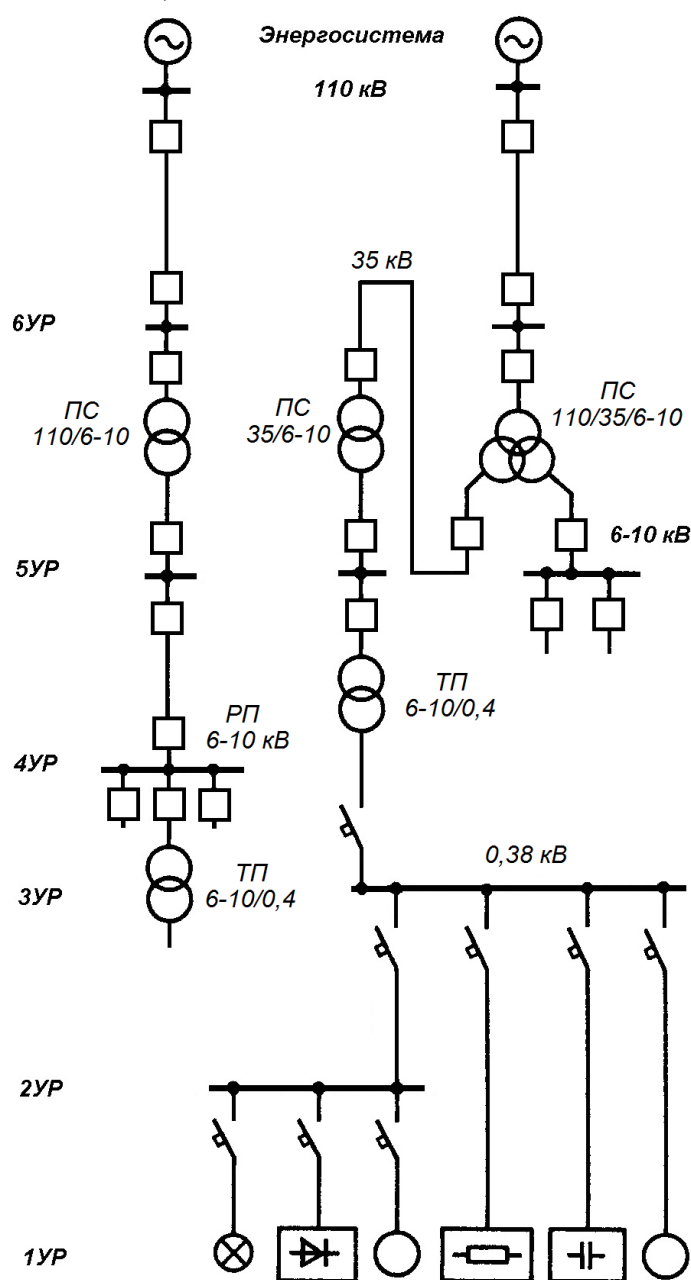 Энергосистема
110 кВ
35 кВ
6УР
ПС
110/6-10
ПС
35/6-10
ПС
110/35/6-10
6-10 кВ
5УР
ТП
6-10/0,4
РП
6-10 кВ
4УР
0,38 кВ
ТП
6-10/0,4
3УР
2УР
1УР